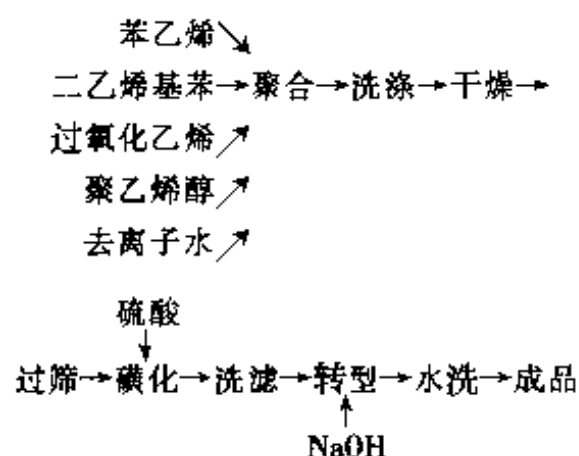 苯乙烯↘
二乙烯基苯→聚合→洗涤→干燥→
过氧化乙烯↗
聚乙烯醇↗
去离子水↗
硫酸
↓
过筛→磺化→洗滤→转型→水洗→成品
↑
NaOH